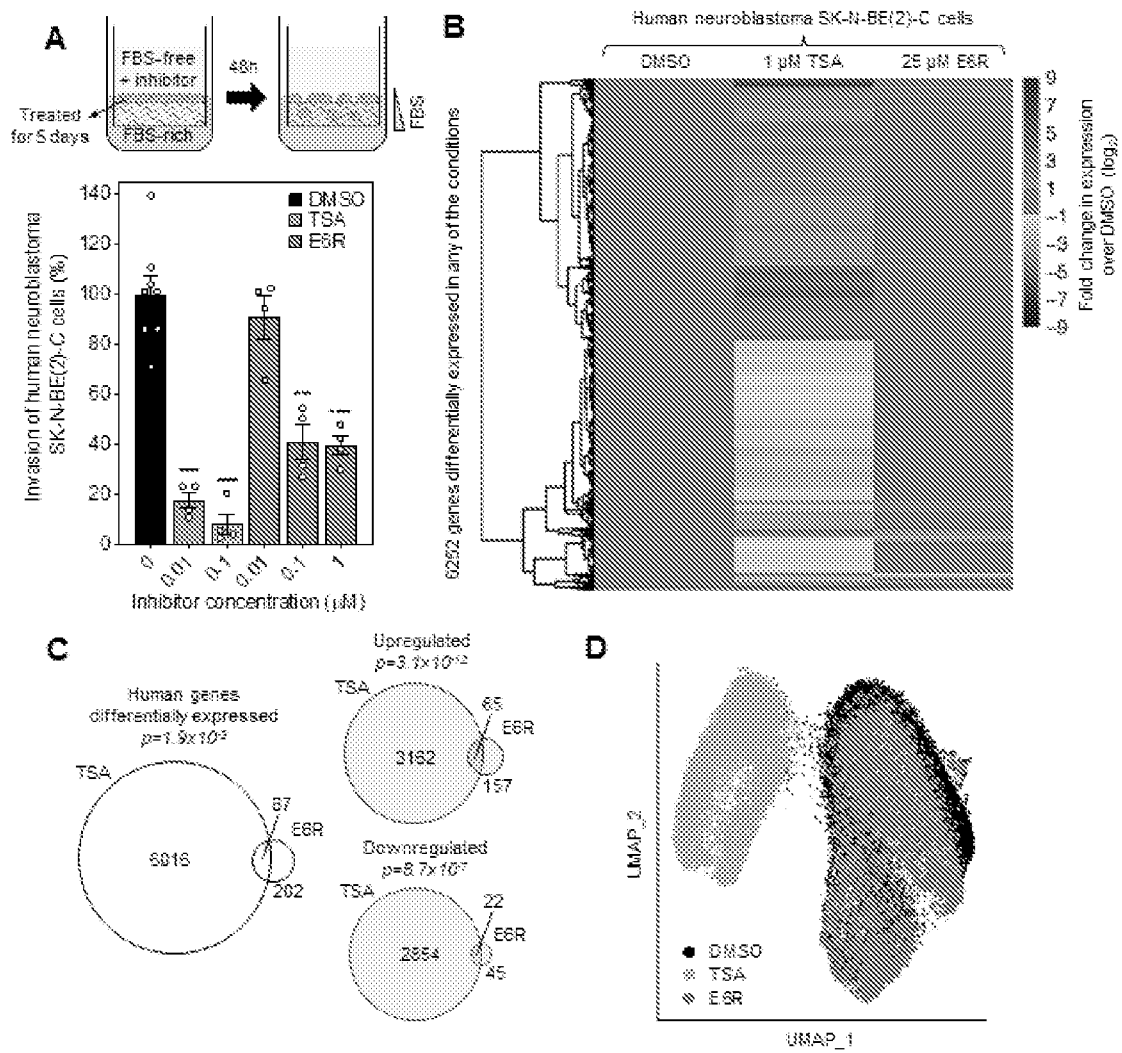 A
FBS-free
+ inhibitor
48h
Treated
for 5 days
FBS-rich
FBS
Invasion of human neuroblastoma
SK-N-BE(2)-C cells (%)
140
120
100
80
60
40
20
0
DMSO
TSA
E6R
0
0.01
0.1
0.01
0.1
1
Inhibitor concentration (µM)
B
Human neuroblastoma SK-N-BE(2)-C cells
DMSO
1 µM TSA
25 µM E6R
6252 genes differentially expressed in any of the conditions
9
7
5
3
1
-1
-3
-5
-7
-9
Fold change in expression
over DMSO (log₂)
C
Human genes
differentially expressed
TSA
87
E6R
202
Upregulated
TSA
65
E6R
3162
157
Downregulated
TSA
22
E6R
2854
45
D
UMAP_2
DMSO
TSA
E6R
UMAP_1